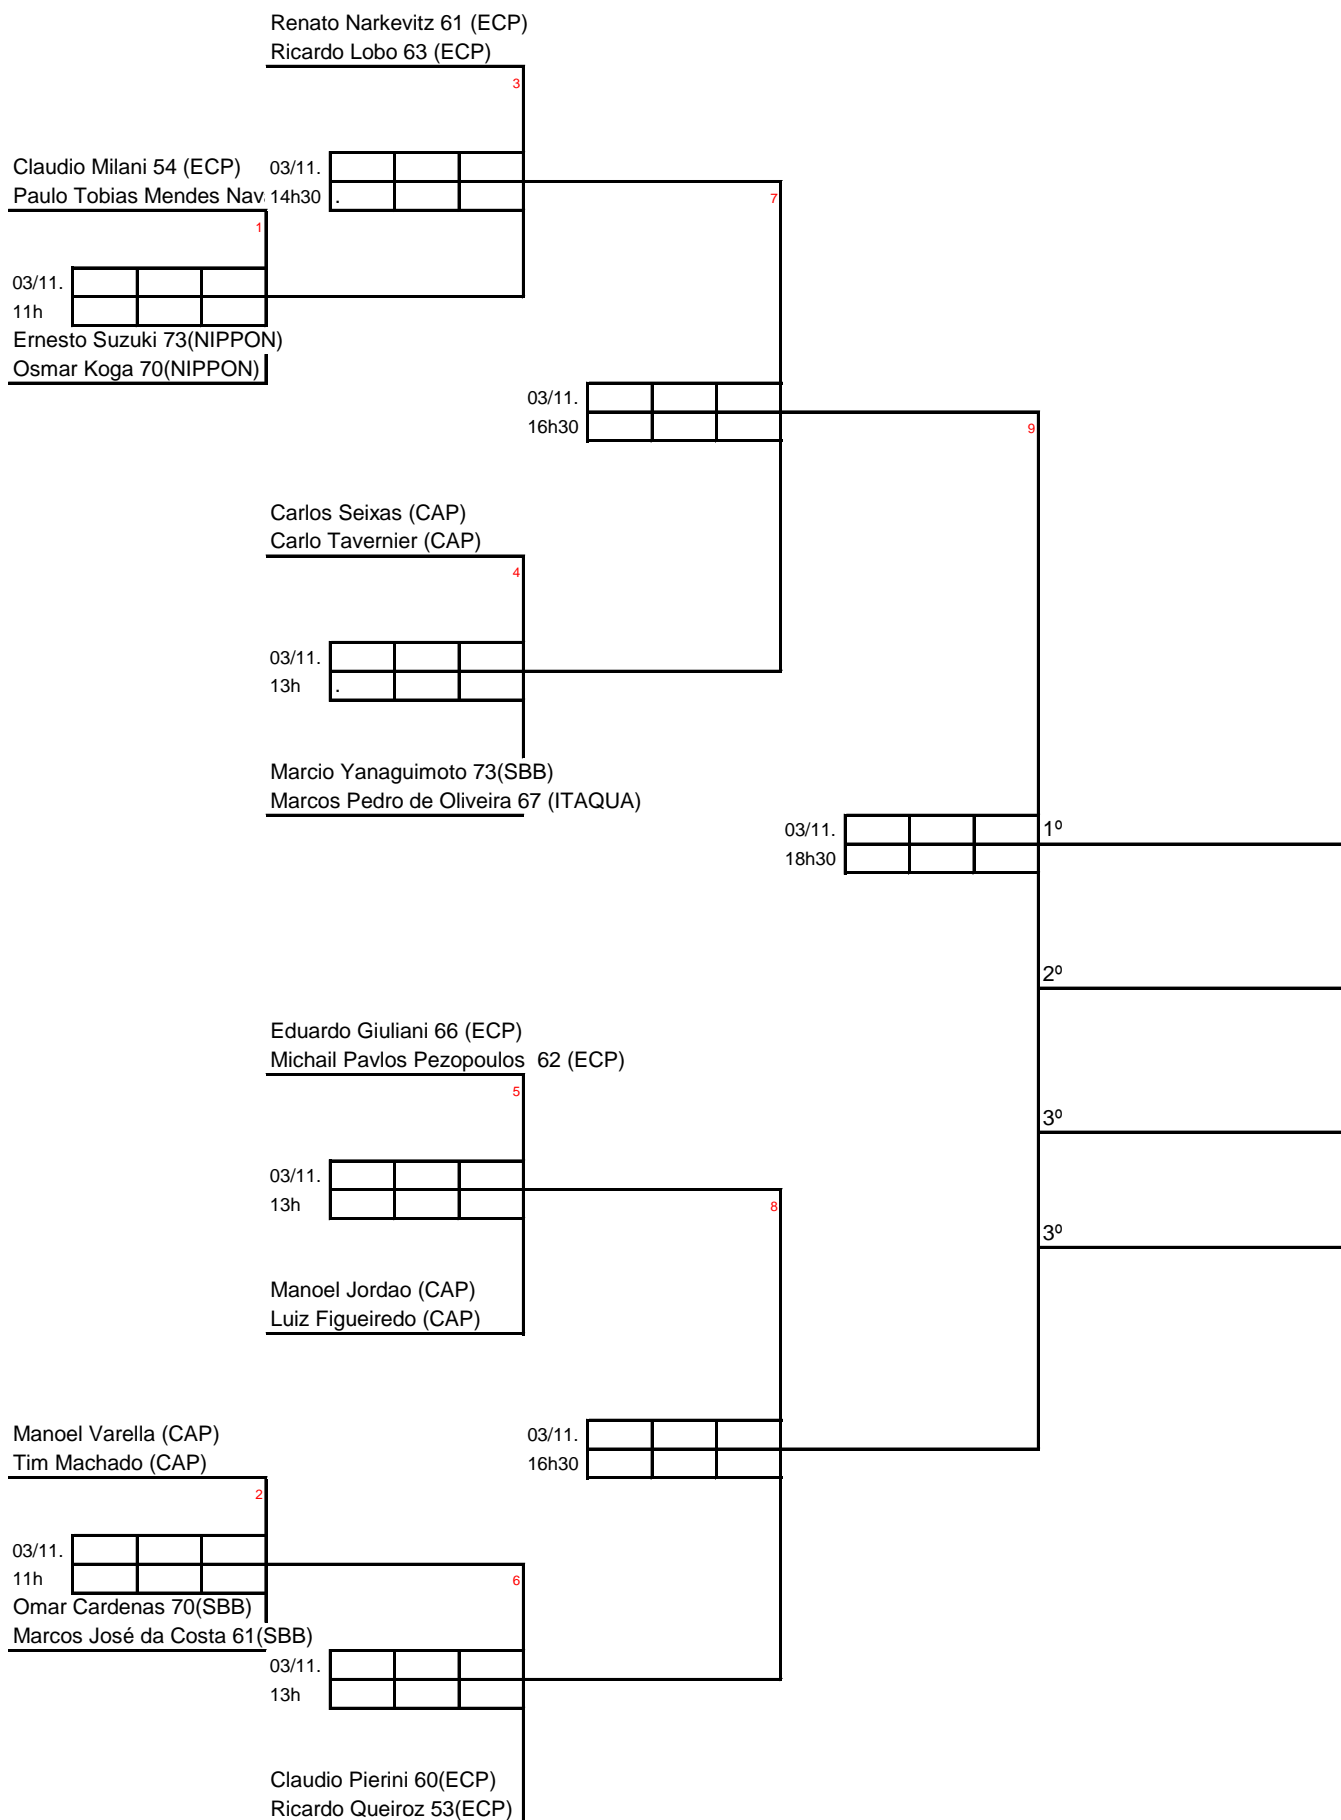 Renato Narkevitz 61 (ECP)
Ricardo Lobo 63 (ECP)
3
Claudio Milani 54 (ECP)
Paulo Tobias Mendes Nav
03/11.
14h30
.
7
1
03/11.
11h
Ernesto Suzuki 73(NIPPON)
Osmar Koga 70(NIPPON)
03/11.
16h30
9
Carlos Seixas (CAP)
Carlo Tavernier (CAP)
4
03/11.
13h
.
Marcio Yanaguimoto 73(SBB)
Marcos Pedro de Oliveira 67 (ITAQUA)
03/11.
18h30
1º
2º
Eduardo Giuliani 66 (ECP)
Michail Pavlos Pezopoulos  62 (ECP)
5
3º
03/11.
13h
8
3º
Manoel Jordao (CAP)
Luiz Figueiredo (CAP)
Manoel Varella (CAP)
Tim Machado (CAP)
03/11.
16h30
2
03/11.
11h
6
Omar Cardenas 70(SBB)
Marcos José da Costa 61(SBB)
03/11.
13h
Claudio Pierini 60(ECP)
Ricardo Queiroz 53(ECP)